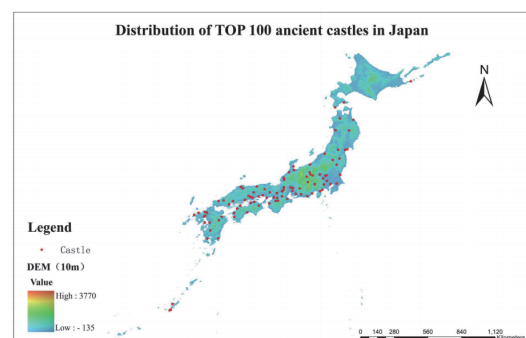 Distribution of TOP 100 ancient castles in Japan
N
Legend
Castle
DEM（10m）
Value
High : 3770
Low : - 135
0 140 280 560 840 1,120
Kilometers